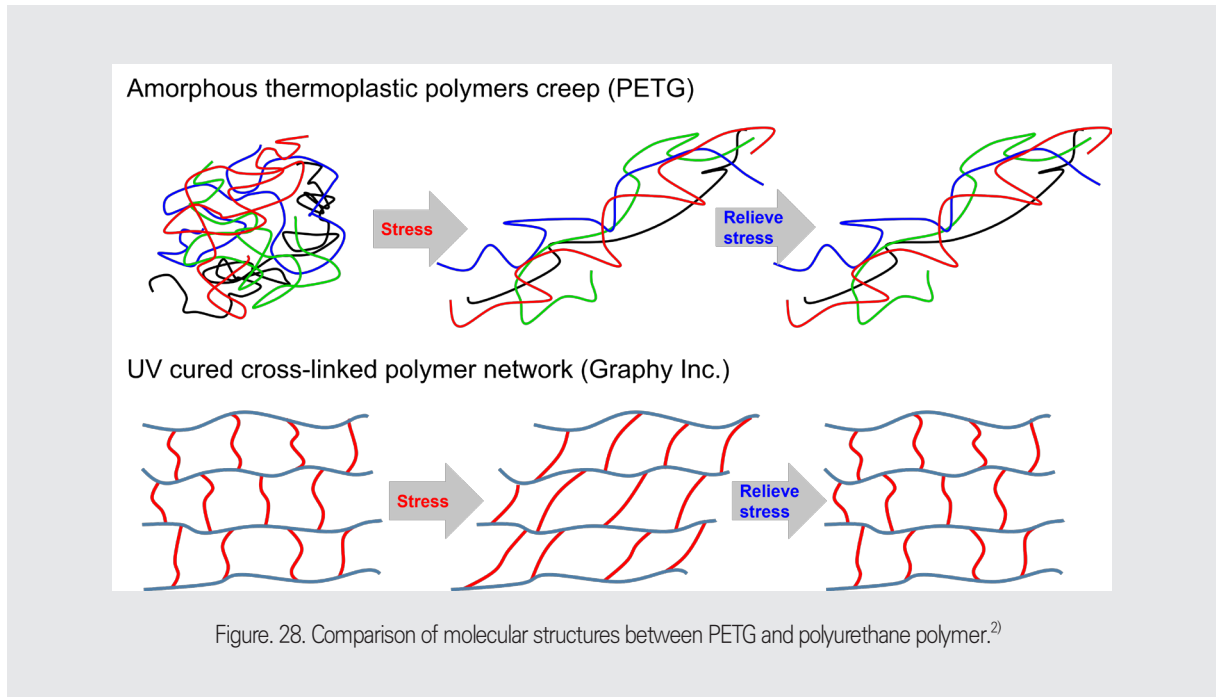 Amorphous thermoplastic polymers creep (PETG)
Stress
Relieve
stress
UV cured cross-linked polymer network (Graphy Inc.)
Stress
Relieve
stress
Figure. 28. Comparison of molecular structures between PETG and polyurethane polymer.2)